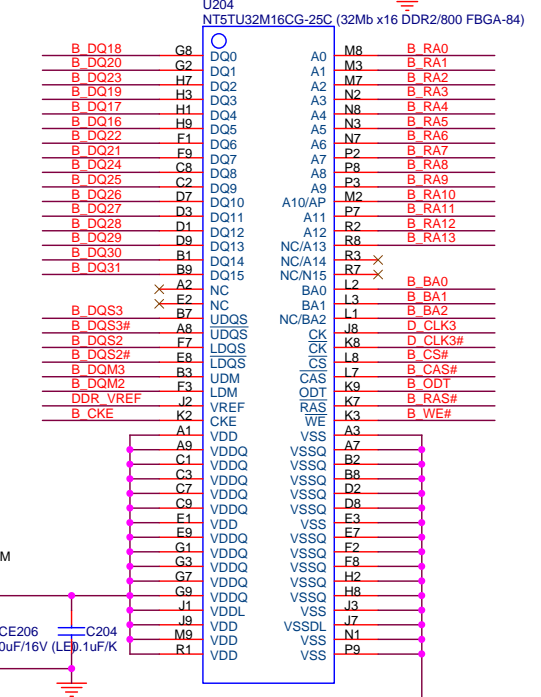 U204
NT5TU32M16CG-25C (32Mb x16 DDR2/800 FBGA-84)
B_DQ18 G8 DQ0 A0 M8 B_RA0
B_DQ20 G2 DQ1 A1 M3 B_RA1
B_DQ23 H7 DQ2 A2 M7 B_RA2
B_DQ19 H3 DQ3 A3 N2 B_RA3
B_DQ17 H1 DQ4 A4 N8 B_RA4
B_DQ16 H9 DQ5 A5 N3 B_RA5
B_DQ22 F1 DQ6 A6 N7 B_RA6
B_DQ21 F9 DQ7 A7 P2 B_RA7
B_DQ24 C8 DQ8 A8 P8 B_RA8
B_DQ25 C2 DQ9 A9 P3 B_RA9
B_DQ26 D7 DQ10 A10/AP M2 B_RA10
B_DQ27 D3 DQ11 A11 P7 B_RA11
B_DQ28 D1 DQ12 A12 R2 B_RA12
B_DQ29 D9 DQ13 NC/A13 R8 B_RA13
B_DQ30 B1 DQ14 NC/A14 R3
B_DQ31 B9 DQ15 NC/N15 R7
A2 NC BA0 L2 B_BA0
E2 NC BA1 L3 B_BA1
B_DQS3 B7 UDQS NC/BA2 L1 B_BA2
B_DQS3# A8 UDQS CK J8 D_CLK3
B_DQS2 F7 LDQS CK K8 D_CLK3#
B_DQS2# E8 LDQS CS L8 B_CS#
B_DQM3 B3 UDM CAS L7 B_CAS#
B_DQM2 F3 LDM ODT K9 B_ODT
DDR_VREF J2 VREF RAS K7 B_RAS#
B_CKE K2 CKE WE K3 B_WE#
A1 VDD VSS A3
A9 VDDQ VSSQ A7
C1 VDDQ VSSQ B2
C3 VDDQ VSSQ B8
C7 VDDQ VSSQ D2
C9 VDDQ VSSQ D8
E1 VDD VSS E3
E9 VDDQ VSSQ E7
G1 VDDQ VSSQ F2
M G3 VDDQ VSSQ F8
G7 VDDQ VSSQ H2
G9 VDDQ VSSQ H8
J1 VDDL VSS J3
CE206 C204 J9 VDD VSSDL J7
0uF/16V (LE 0.1uF/K M9 VDD VSS N1
R1 VDD VSS P9